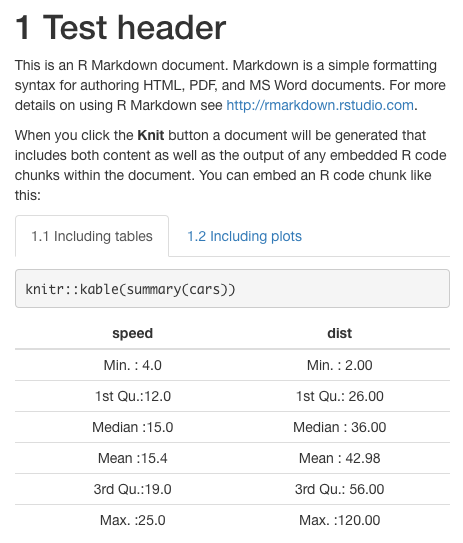 1 Test header
This is an R Markdown document. Markdown is a simple formatting
syntax for authoring HTML, PDF, and MS Word documents. For more
details on using R Markdown see http://rmarkdown.rstudio.com.
When you click the Knit button a document will be generated that
includes both content as well as the output of any embedded R code
chunks within the document. You can embed an R code chunk like
this:
1.1 Including tables 1.2 Including plots
knitr::kable(summary(cars))
speed dist
Min. : 4.0 Min. : 2.00
1st Qu.:12.0 1st Qu.: 26.00
Median :15.0 Median : 36.00
Mean :15.4 Mean : 42.98
3rd Qu.:19.0 3rd Qu.: 56.00
Max. :25.0 Max. :120.00